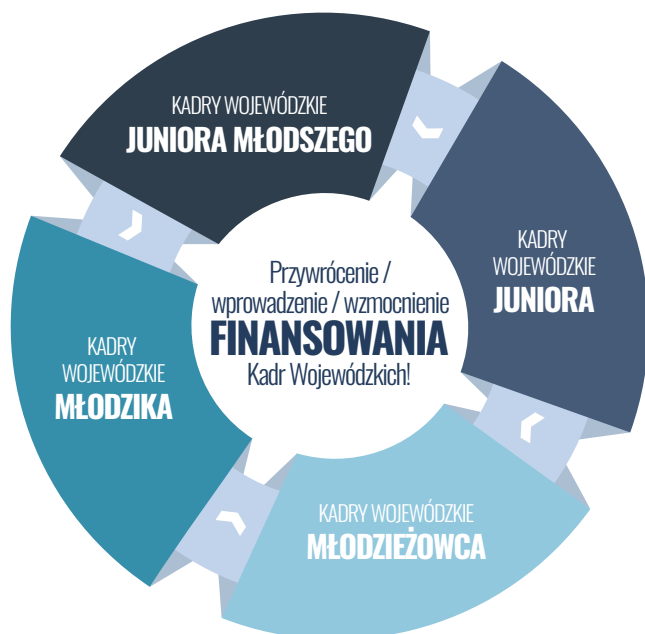 KADRY WOJEWÓDZKIE
JUNIORA MŁODSZEGO
KADRY
WOJEWÓDZKIE
JUNIORA
Przywrócenie /
wprowadzenie / wzmocnienie
FINANSOWANIA
Kadr Wojewódzkich!
KADRY
WOJEWÓDZKIE
MŁODZIKA
KADRY WOJEWÓDZKIE
MŁODZIEŻOWCA